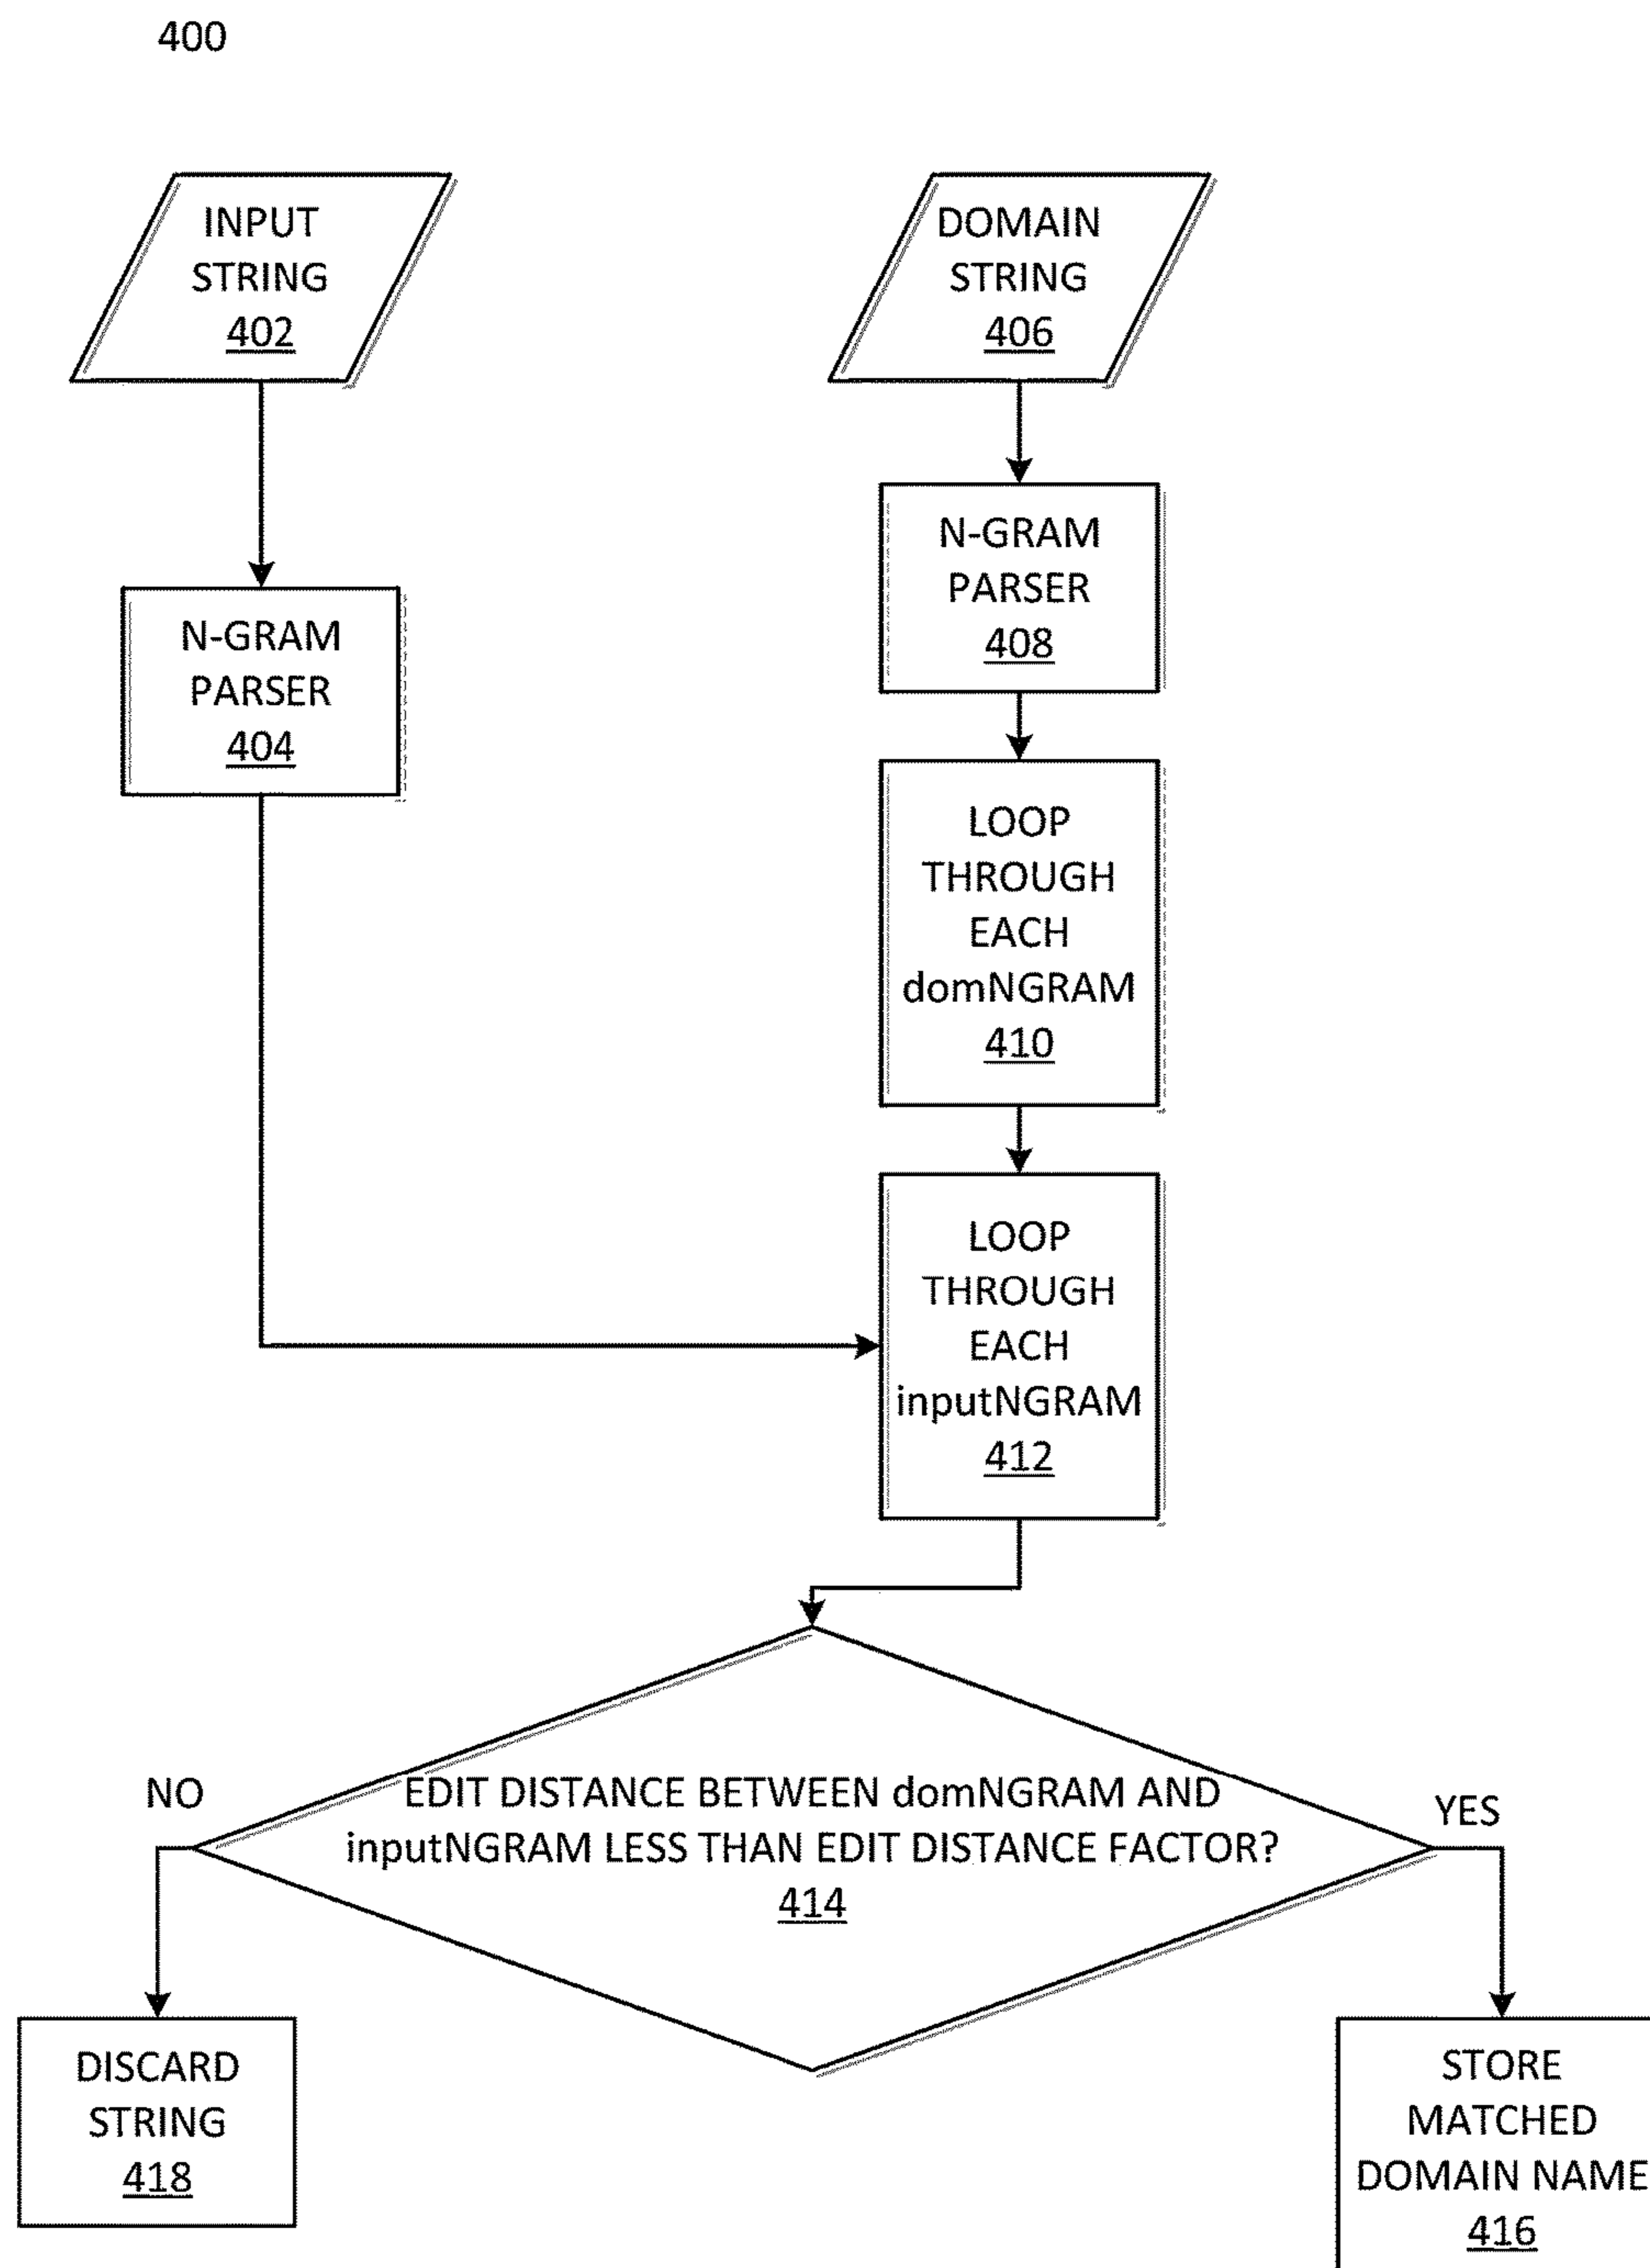 400
INPUT
STRING
402
DOMAIN
STRING
406
N-GRAM
PARSER
404
N-GRAM
PARSER
408
LOOP
THROUGH
EACH
domNGRAM
410
LOOP
THROUGH
EACH
inputNGRAM
412
EDIT DISTANCE BETWEEN domNGRAM AND
inputNGRAM LESS THAN EDIT DISTANCE FACTOR?
414
NO
YES
DISCARD
STRING
418
STORE
MATCHED
DOMAIN NAME
416